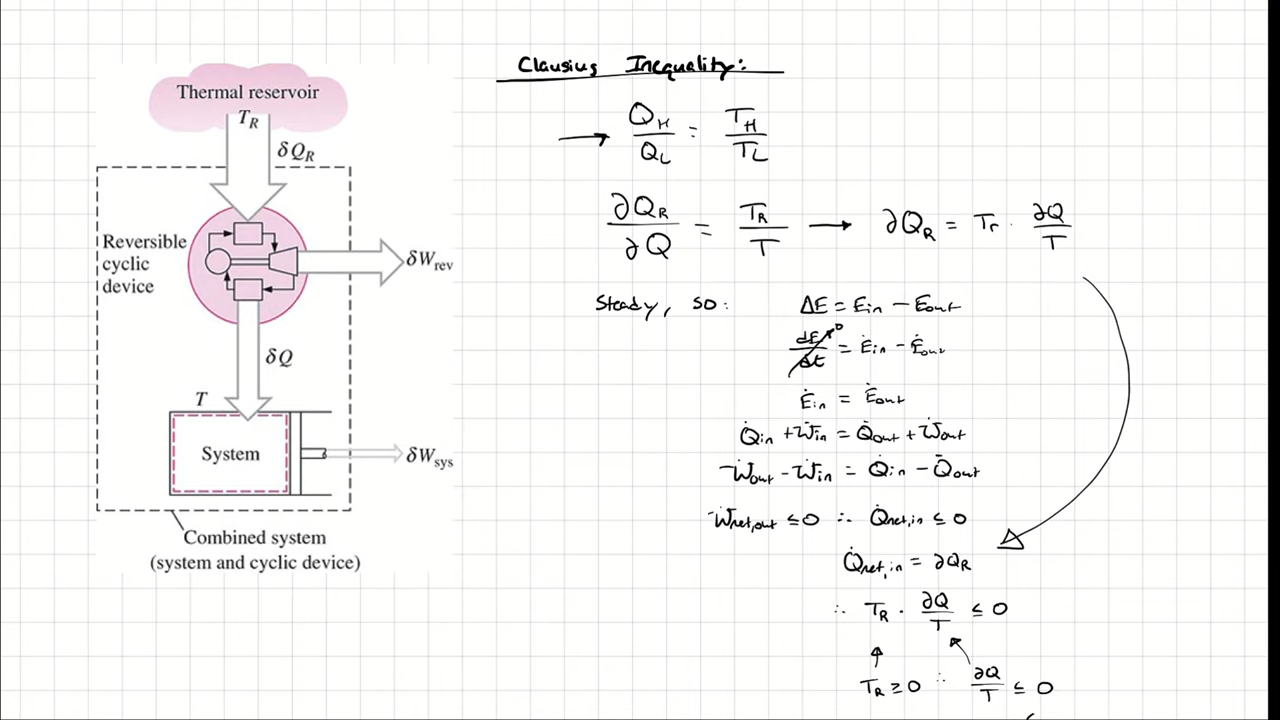 Thermal reservoir
T_R
δQ_R
Reversible
cyclic
device
δW_rev
δQ
T
System
δW_sys
Combined system
(system and cyclic device)
Clausius Inequality:
→ Q_H/Q_L = T_H/T_L
∂Q_R/∂Q = T_R/T → ∂Q_R = T_r · ∂Q/T
Steady, so: ΔE = E_in − E_out
dE/dt ↗0 = Ė_in − Ė_out
Ė_in = Ė_out
Q̇_in + Ẇ_in = Q̇_out + Ẇ_out
Ẇ_out − Ẇ_in = Q̇_in − Q̇_out
Ẇ_net,out ≤ 0 ∴ Q̇_net,in ≤ 0
Q̇_net,in = ∂Q_R
∴ T_R · ∂Q/T ≤ 0
T_R ≥ 0 ∴ ∂Q/T ≤ 0